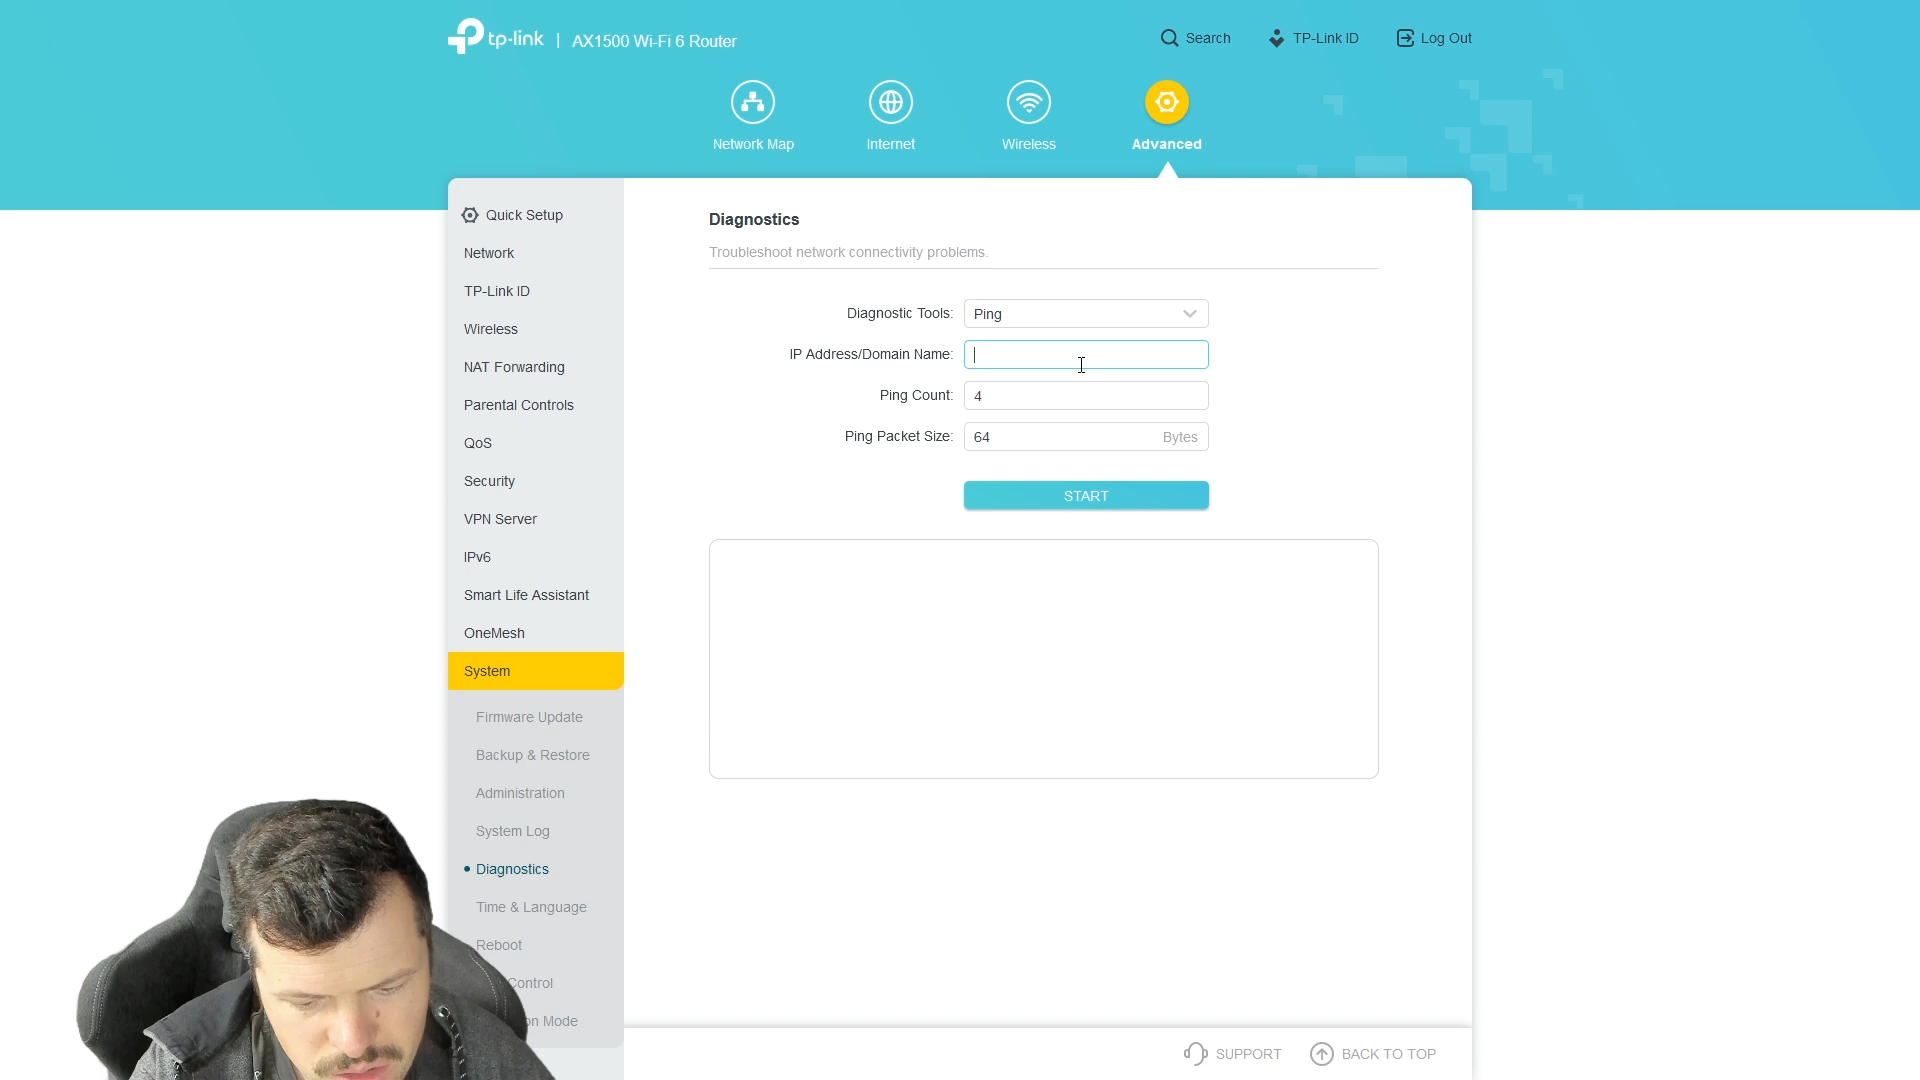 tp-link | AX1500 Wi-Fi 6 Router
Search
TP-Link ID
Log Out
Network Map
Internet
Wireless
Advanced
Quick Setup
Network
TP-Link ID
Wireless
NAT Forwarding
Parental Controls
QoS
Security
VPN Server
IPv6
Smart Life Assistant
OneMesh
System
Firmware Update
Backup & Restore
Administration
System Log
Diagnostics
Time & Language
Reboot
Control
Mode
Diagnostics
Troubleshoot network connectivity problems.
Diagnostic Tools: Ping
IP Address/Domain Name:
Ping Count: 4
Ping Packet Size: 64 Bytes
START
SUPPORT
BACK TO TOP